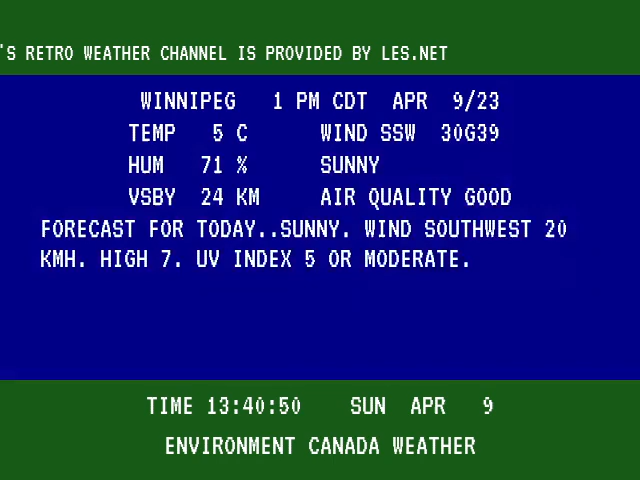 'S RETRO WEATHER CHANNEL IS PROVIDED BY LES.NET
WINNIPEG 1 PM CDT APR 9/23
TEMP 5 C WIND SSW 30G39
HUM 71 % SUNNY
VSBY 24 KM AIR QUALITY GOOD
FORECAST FOR TODAY..SUNNY. WIND SOUTHWEST 20
KMH. HIGH 7. UV INDEX 5 OR MODERATE.
TIME 13:40:50 SUN APR 9
ENVIRONMENT CANADA WEATHER